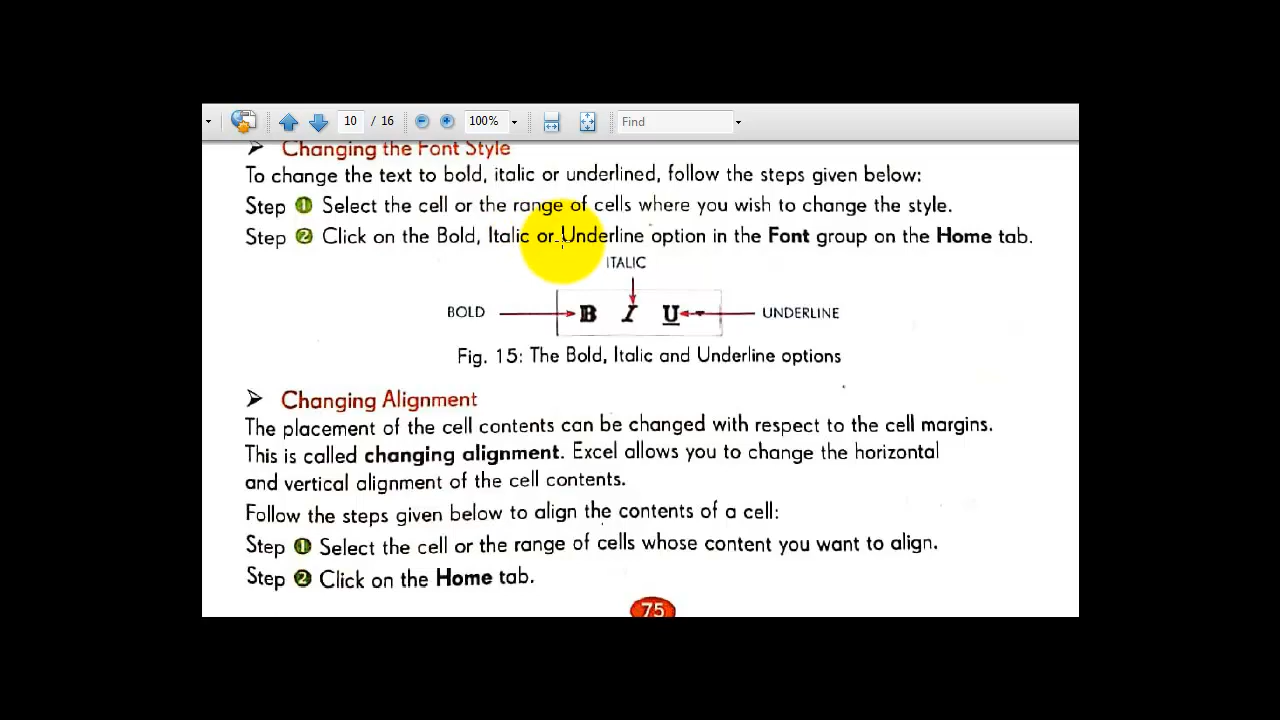 10 / 16 100% Find
➤ Changing the Font Style
To change the text to bold, italic or underlined, follow the steps given below:
Step 1 Select the cell or the range of cells where you wish to change the style.
Step 2 Click on the Bold, Italic or Underline option in the Font group on the Home tab.
ITALIC
BOLD B I U UNDERLINE
Fig. 15: The Bold, Italic and Underline options
➤ Changing Alignment
The placement of the cell contents can be changed with respect to the cell margins.
This is called changing alignment. Excel allows you to change the horizontal
and vertical alignment of the cell contents.
Follow the steps given below to align the contents of a cell:
Step 1 Select the cell or the range of cells whose content you want to align.
Step 2 Click on the Home tab.
75